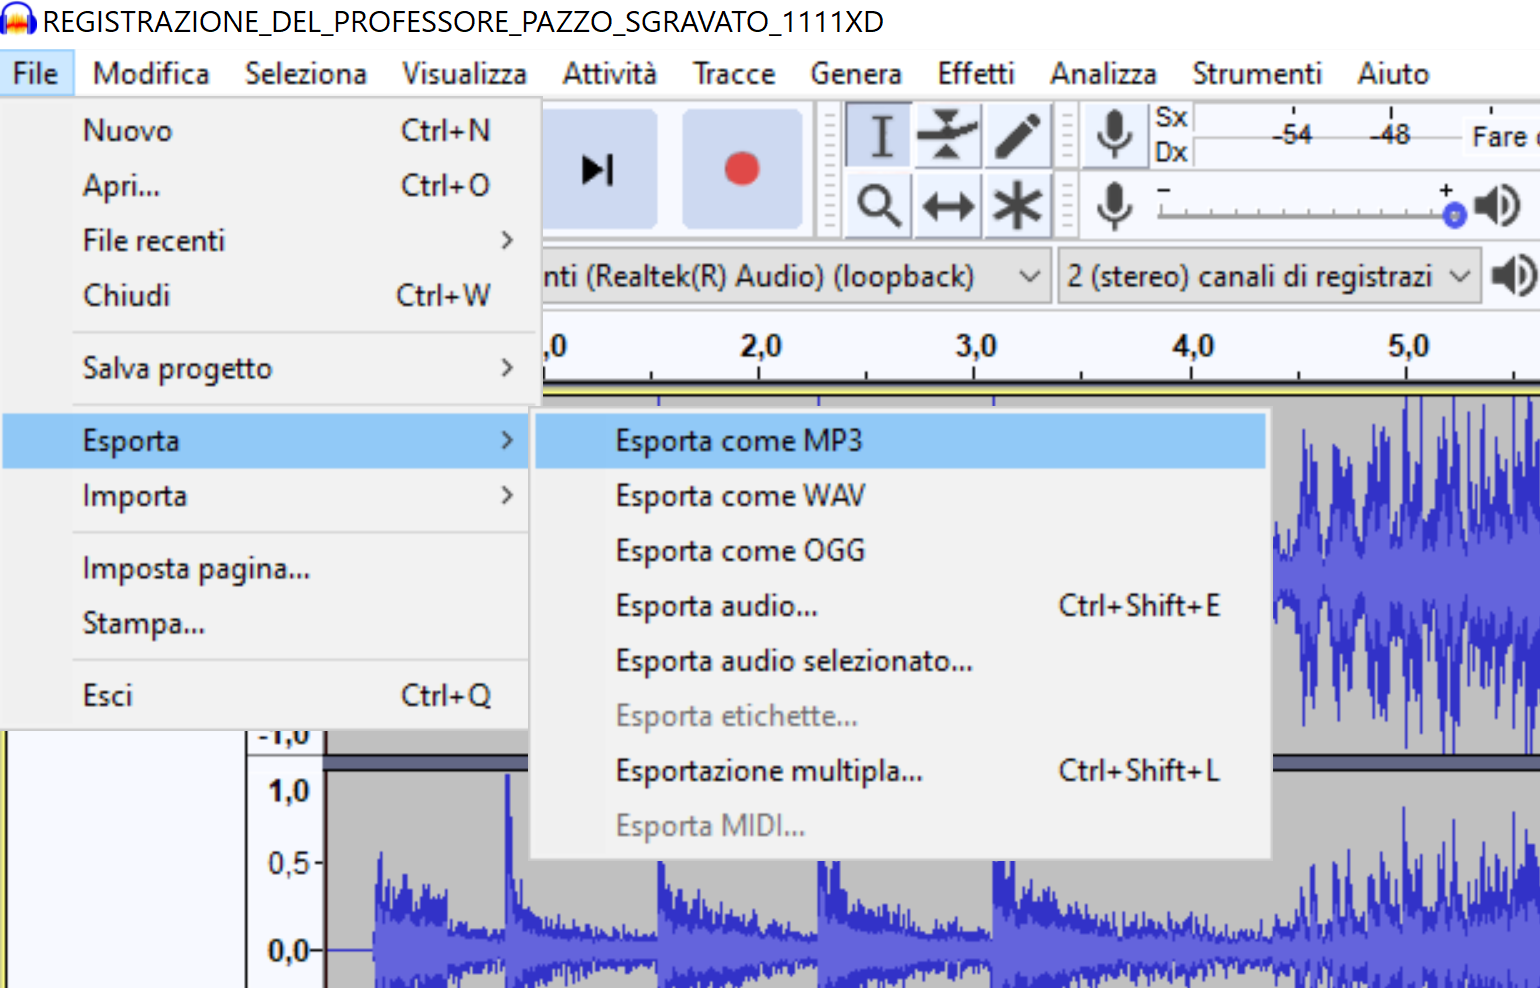 REGISTRAZIONE_DEL_PROFESSORE_PAZZO_SGRAVATO_1111XD
File Modifica Seleziona Visualizza Attività Tracce Genera Effetti Analizza Strumenti Aiuto
Nuovo Ctrl+N
Apri... Ctrl+O
File recenti
Chiudi Ctrl+W
Salva progetto
Esporta
Importa
Imposta pagina...
Stampa...
Esci Ctrl+Q
Sx
Dx
-54 -48 Fare
- +
nti (Realtek(R) Audio) (loopback) 2 (stereo) canali di registrazi
,0 2,0 3,0 4,0 5,0
Esporta come MP3
Esporta come WAV
Esporta come OGG
Esporta audio... Ctrl+Shift+E
Esporta audio selezionato...
Esporta etichette...
Esportazione multipla... Ctrl+Shift+L
Esporta MIDI...
-1,0
1,0
0,5-
0,0-